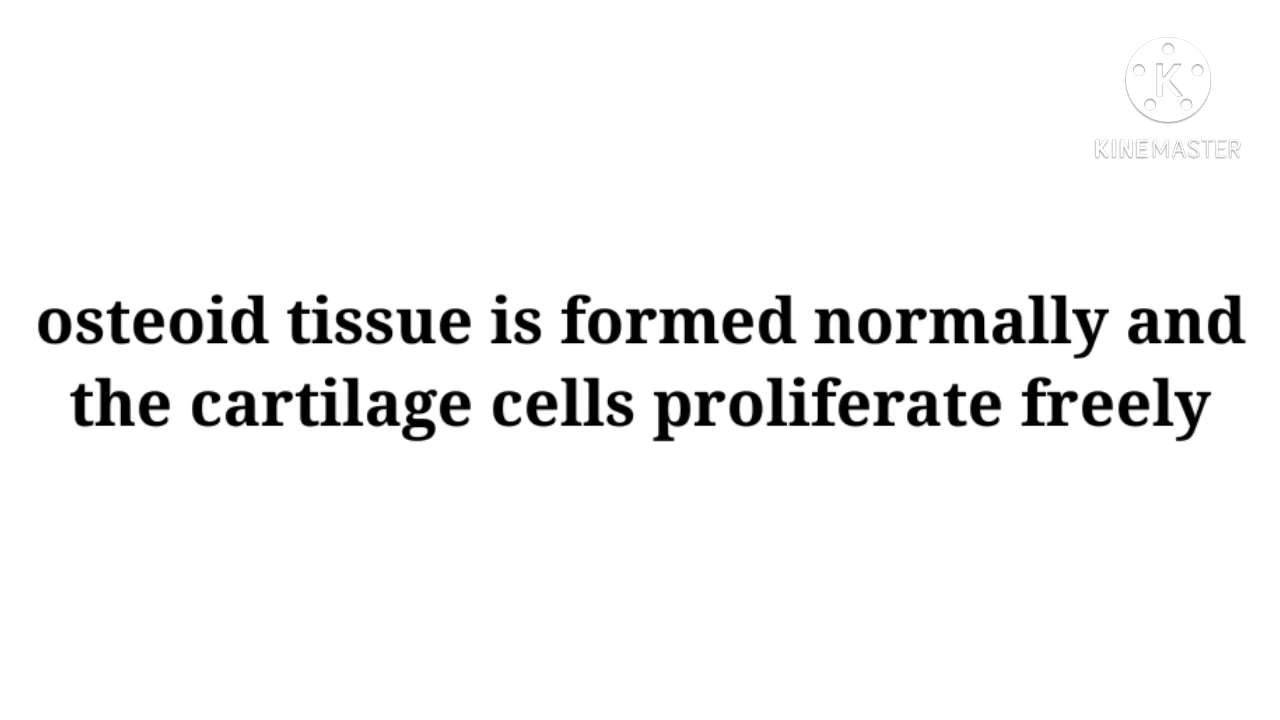 K
KINEMASTER
osteoid tissue is formed normally and
the cartilage cells proliferate freely